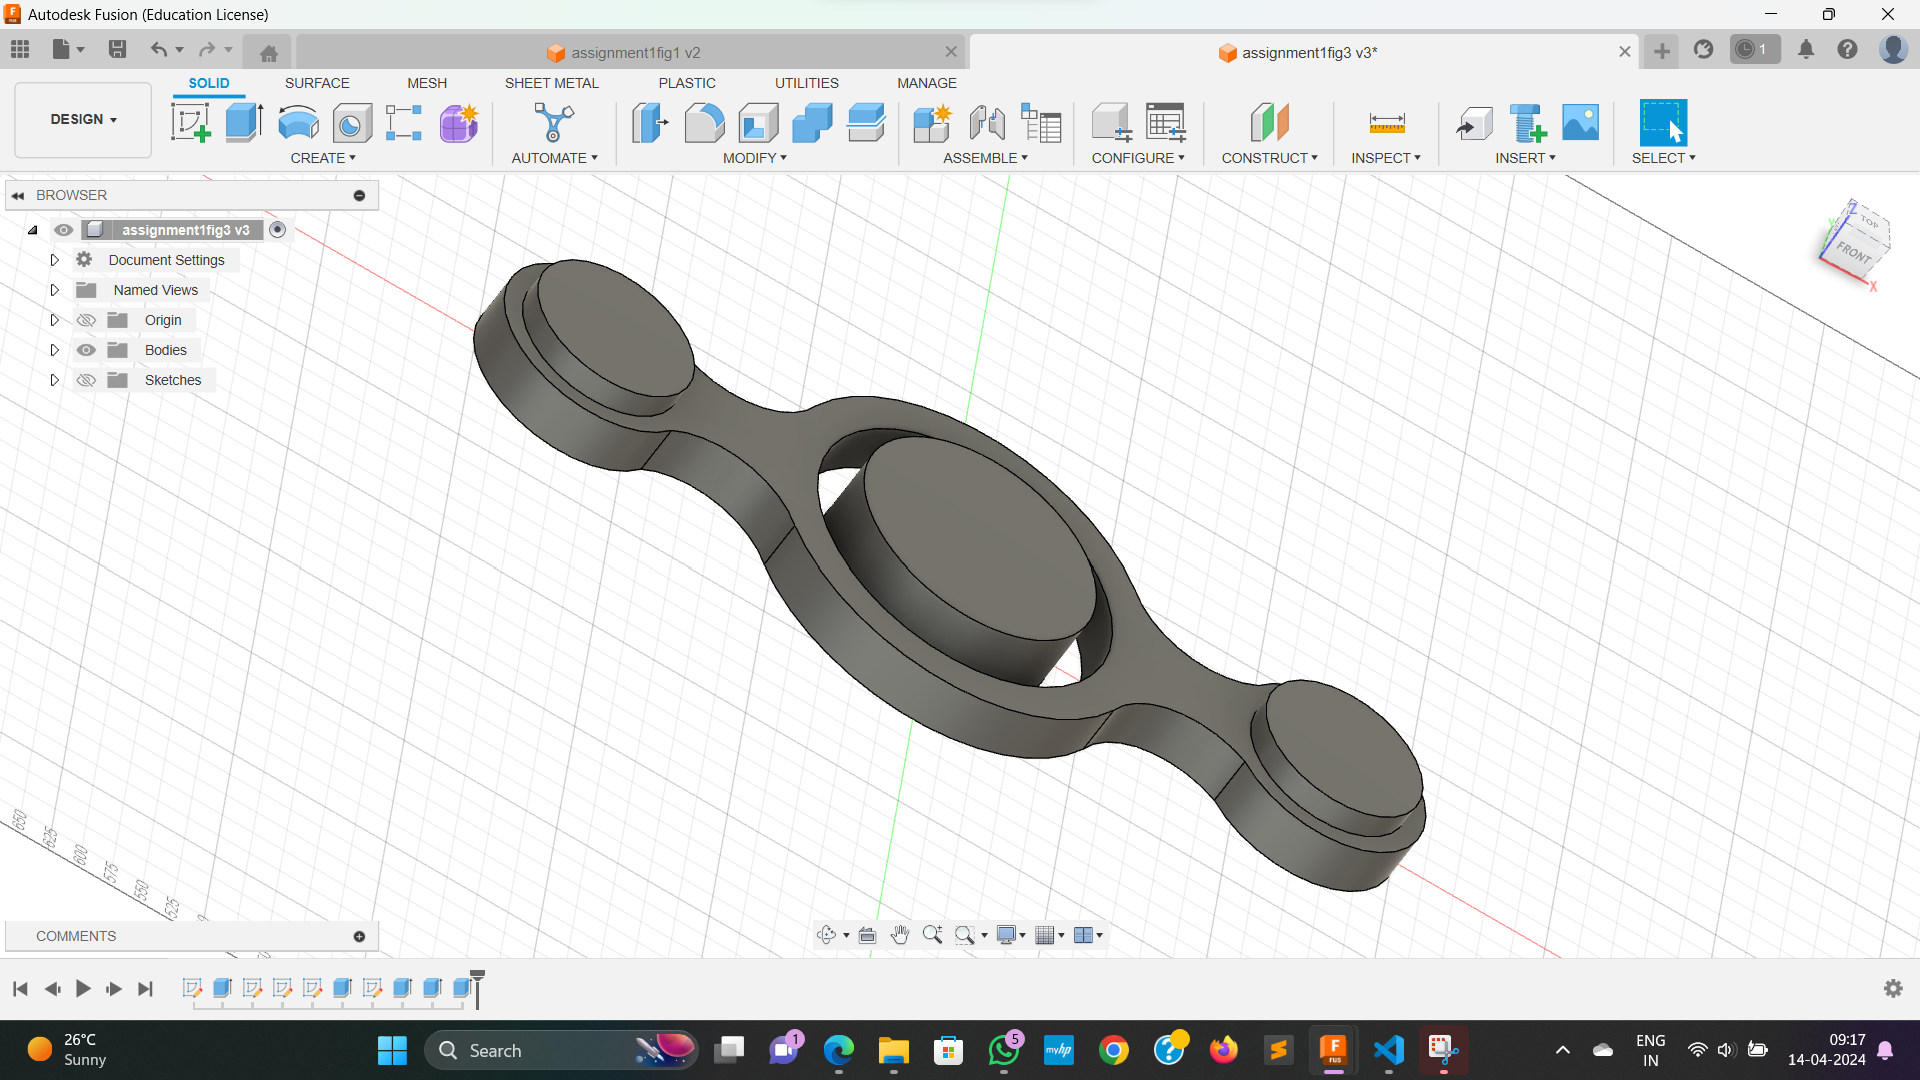 Autodesk Fusion (Education License)
assignment1fig1 v2
assignment1fig3 v3*
1
DESIGN
SOLID
SURFACE
MESH
SHEET METAL
PLASTIC
UTILITIES
MANAGE
CREATE
AUTOMATE
MODIFY
ASSEMBLE
CONFIGURE
CONSTRUCT
INSPECT
INSERT
SELECT
BROWSER
assignment1fig3 v3
Document Settings
Named Views
Origin
Bodies
Sketches
Z
TOP
FRONT
X
650
625
600
575
550
525
COMMENTS
26°C
Sunny
Search
1
5
myhp
F
FUS
ENG
IN
09:17
14-04-2024